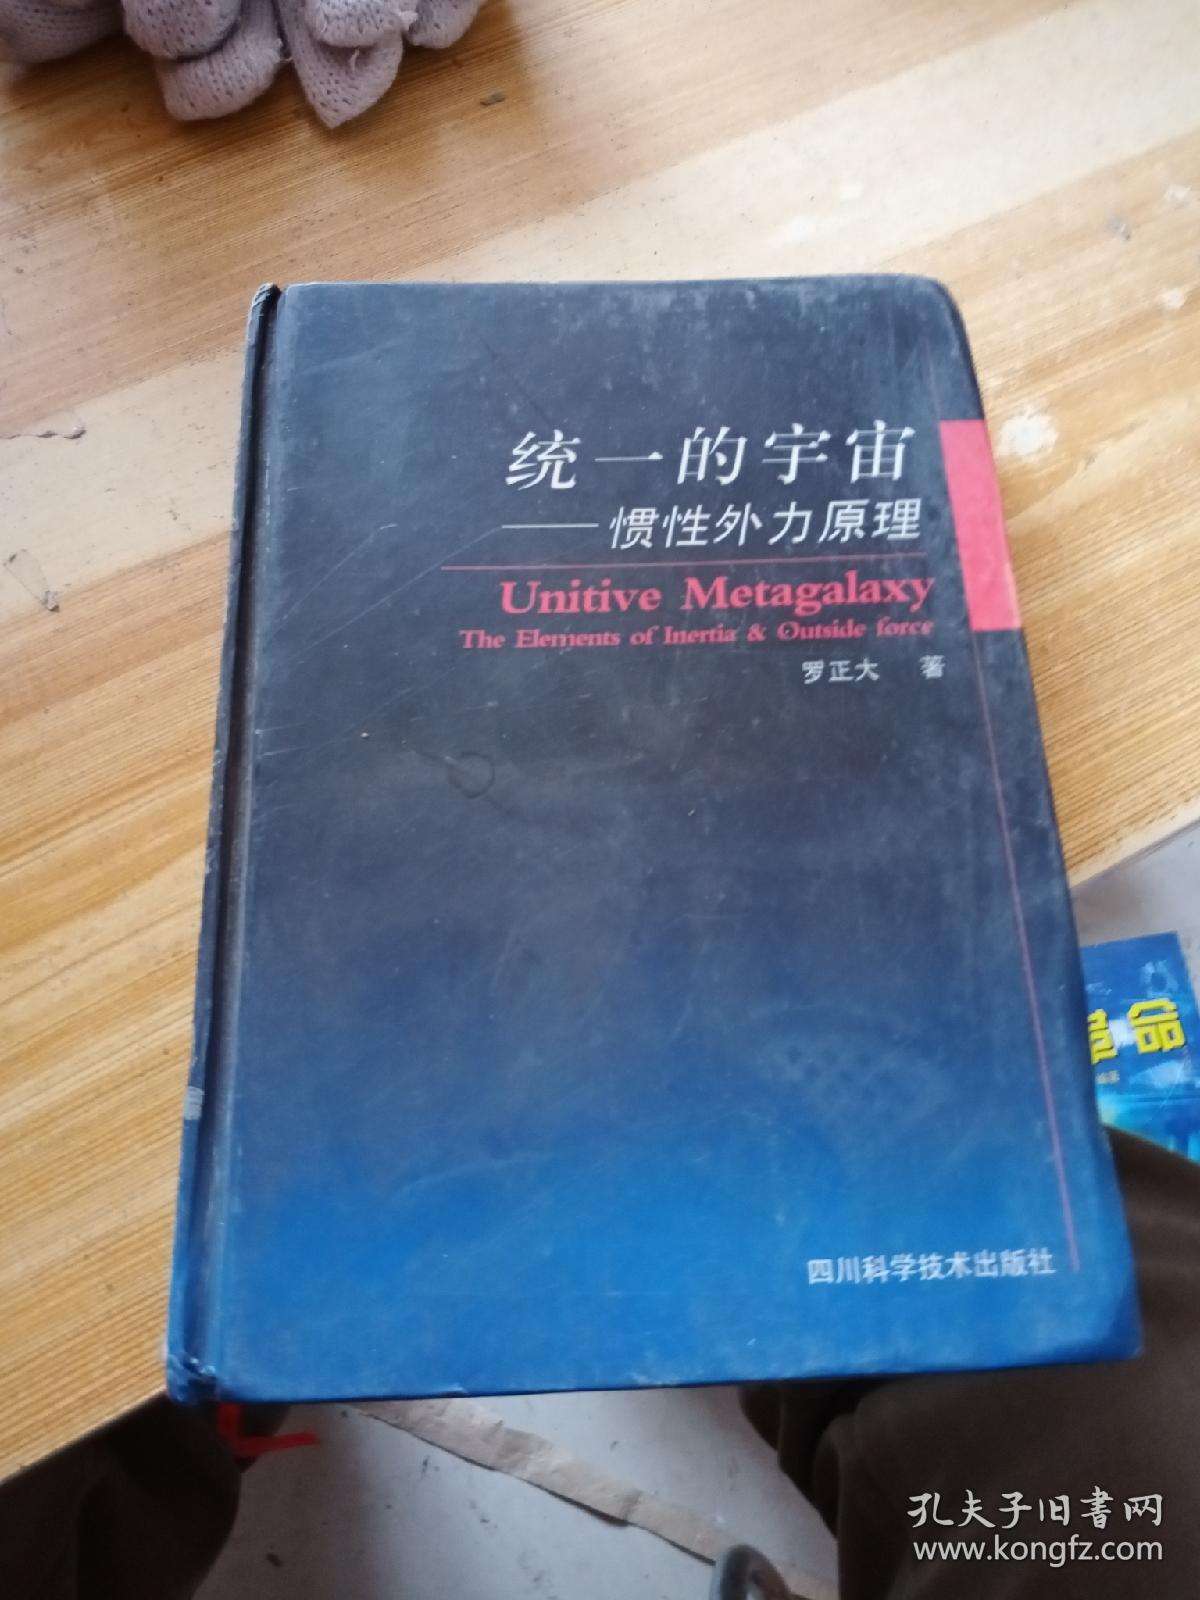 统一的宇宙
——惯性外力原理
Unitive Metagalaxy
The Elements of Inertia & Outside force
罗正大 著
四川科学技术出版社
孔夫子旧书网
www.kongfz.com